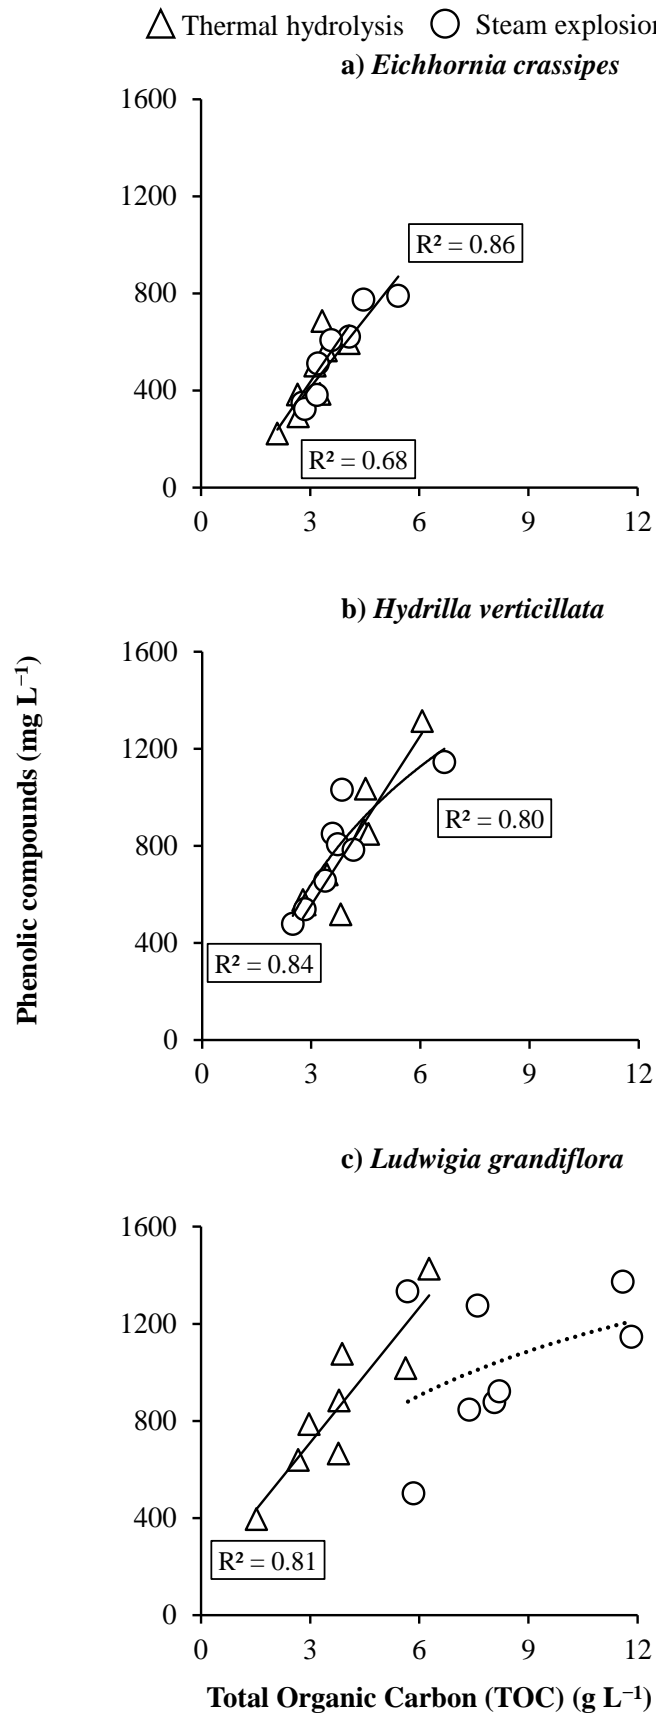 Thermal hydrolysis Steam explosion
a) Eichhornia crassipes
1600
1200
R² = 0.86
800
400
R² = 0.68
0
0 3 6 9 12
b) Hydrilla verticillata
1600
1200
R² = 0.80
800
400
R² = 0.84
0
0 3 6 9 12
Phenolic compounds (mg L⁻¹)
c) Ludwigia grandiflora
1600
1200
800
400
R² = 0.81
0
0 3 6 9 12
Total Organic Carbon (TOC) (g L⁻¹)